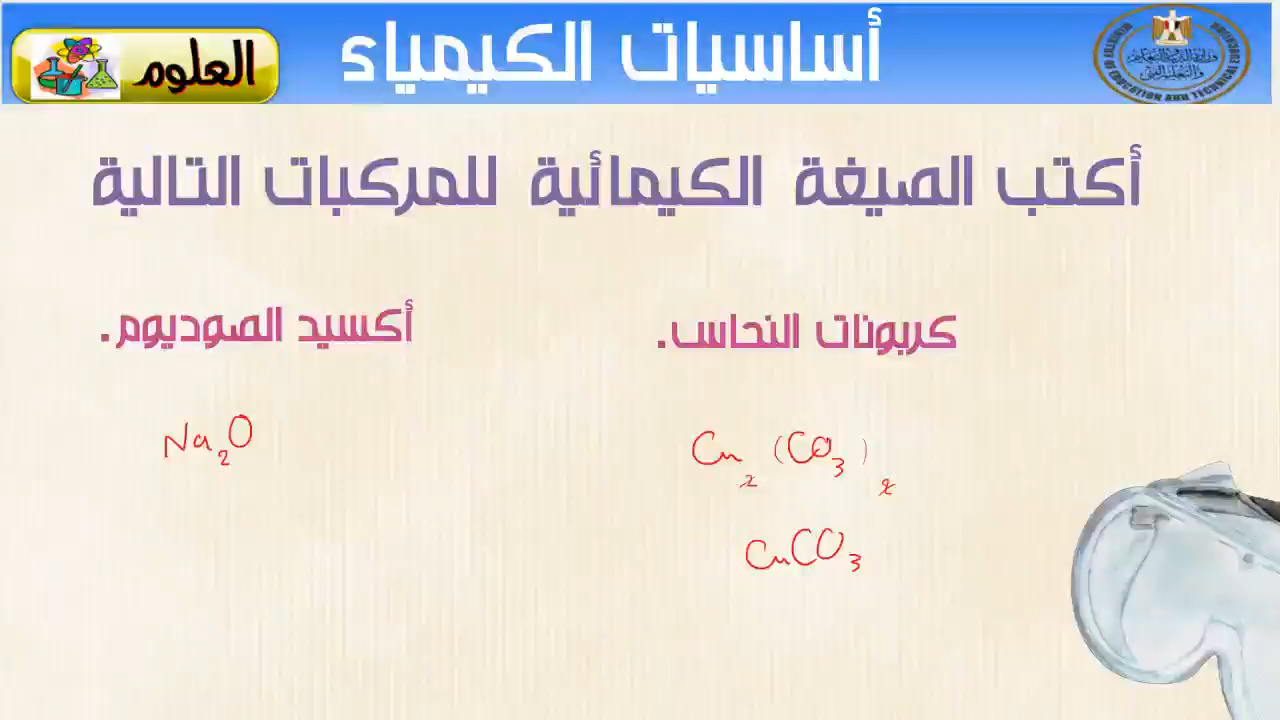 أساسيات الكيمياء
العلوم
أكتب الصيغة الكيمائية للمركبات التالية
كربونات النحاس.
أكسيد الصوديوم.
Cu₂(CO₃)₂
CuCO₃
Na₂O